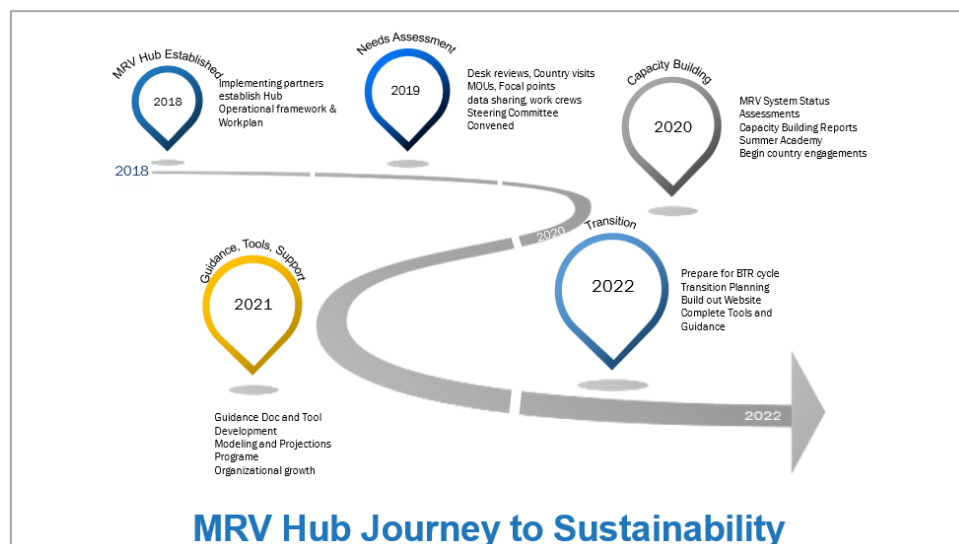 MRV Hub Established
2018
Implementing partners
establish Hub
Operational framework &
Workplan
Needs Assessment
2019
Desk reviews, Country visits
MOUs, Focal points
data sharing, work crews
Steering Committee
Convened
Capacity Building
2020
MRV System Status
Assessments
Capacity Building Reports
Summer Academy
Begin country engagements
2018
2020
Guidance, Tools, Support
2021
Guidance Doc and Tool
Development
Modeling and Projections
Programe
Organizational growth
Transition
2022
Prepare for BTR cycle
Transition Planning
Build out Website
Complete Tools and
Guidance
2022
MRV Hub Journey to Sustainability